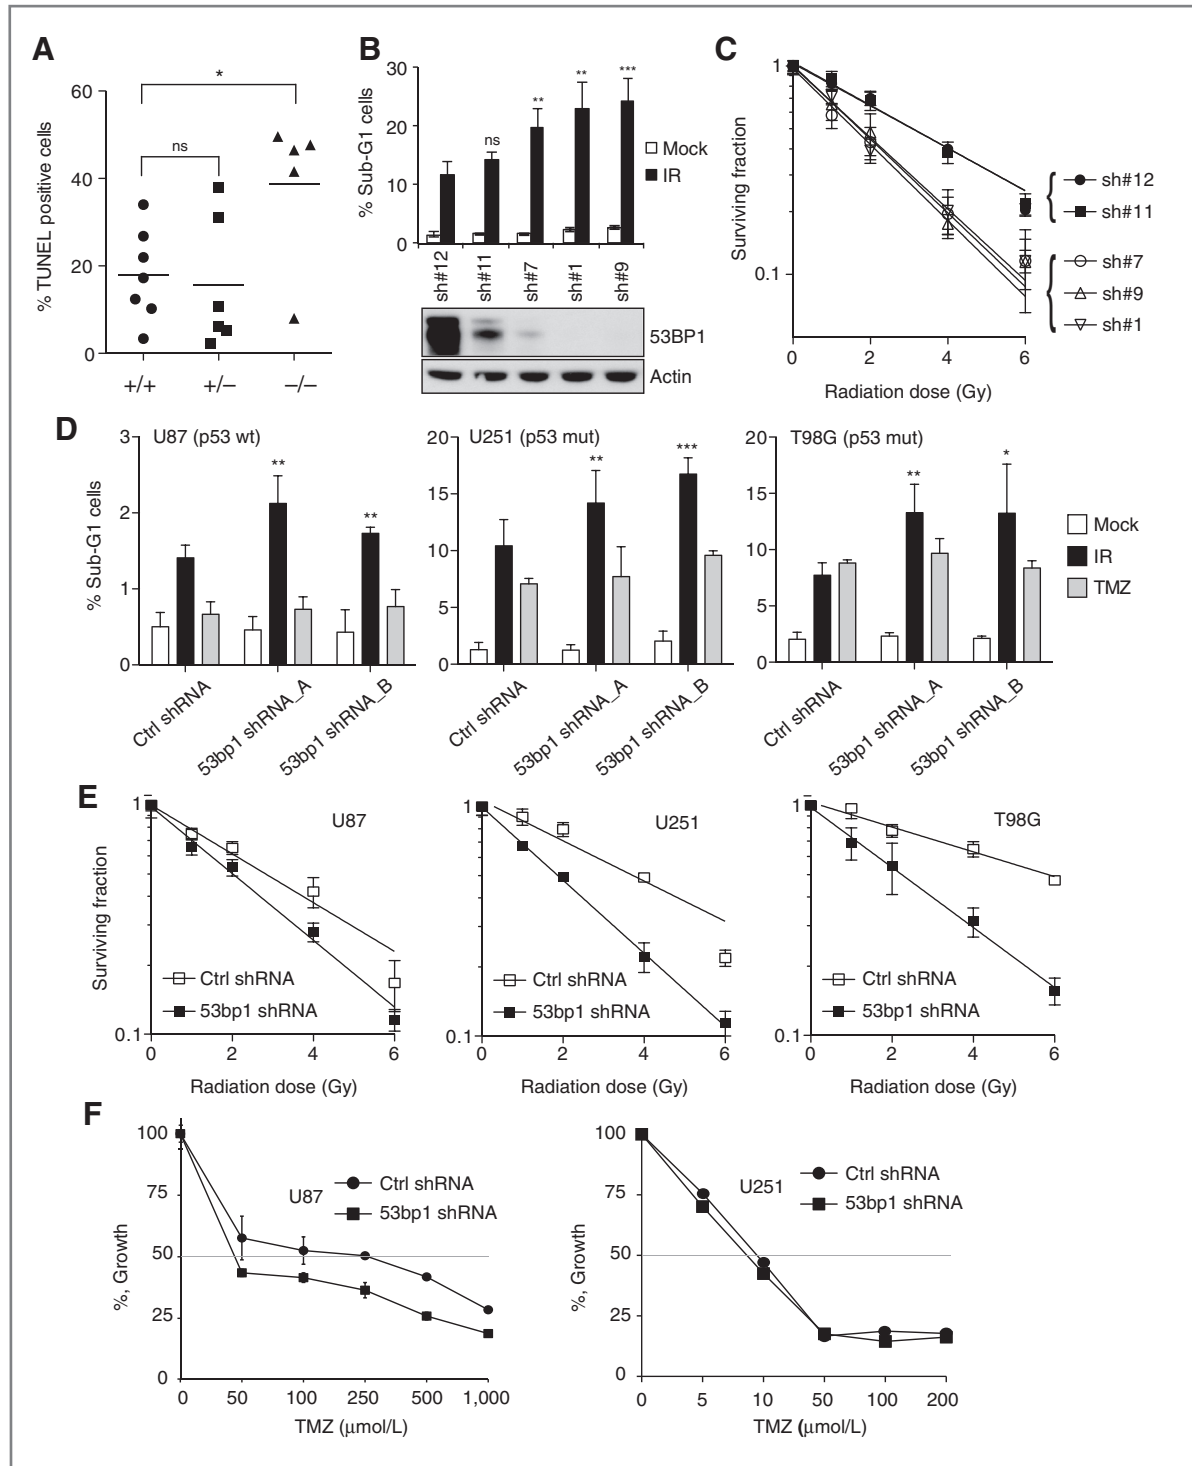 A
% TUNEL positive cells
60
40
20
0
*
ns
+/+
+/−
−/−
B
% Sub-G1 cells
30
20
10
0
ns
**
**
***
Mock
IR
sh#12
sh#11
sh#7
sh#1
sh#9
53BP1
Actin
C
Surviving fraction
1
0.1
0
2
4
6
Radiation dose (Gy)
sh#12
sh#11
sh#7
sh#9
sh#1
D
U87 (p53 wt)
% Sub-G1 cells
3
2
1
0
**
**
Ctrl shRNA
53bp1 shRNA_A
53bp1 shRNA_B
U251 (p53 mut)
20
15
10
5
0
**
***
Ctrl shRNA
53bp1 shRNA_A
53bp1 shRNA_B
T98G (p53 mut)
20
15
10
5
0
**
*
Ctrl shRNA
53bp1 shRNA_A
53bp1 shRNA_B
Mock
IR
TMZ
E
Surviving fraction
1
0.1
U87
Ctrl shRNA
53bp1 shRNA
0
2
4
6
Radiation dose (Gy)
1
0.1
U251
Ctrl shRNA
53bp1 shRNA
0
2
4
6
Radiation dose (Gy)
1
0.1
T98G
Ctrl shRNA
53bp1 shRNA
0
2
4
6
Radiation dose (Gy)
F
%, Growth
100
75
50
25
0
U87
Ctrl shRNA
53bp1 shRNA
0
50
100
250
500
1,000
TMZ (μmol/L)
%, Growth
100
75
50
25
0
U251
Ctrl shRNA
53bp1 shRNA
0
5
10
50
100
200
TMZ (μmol/L)